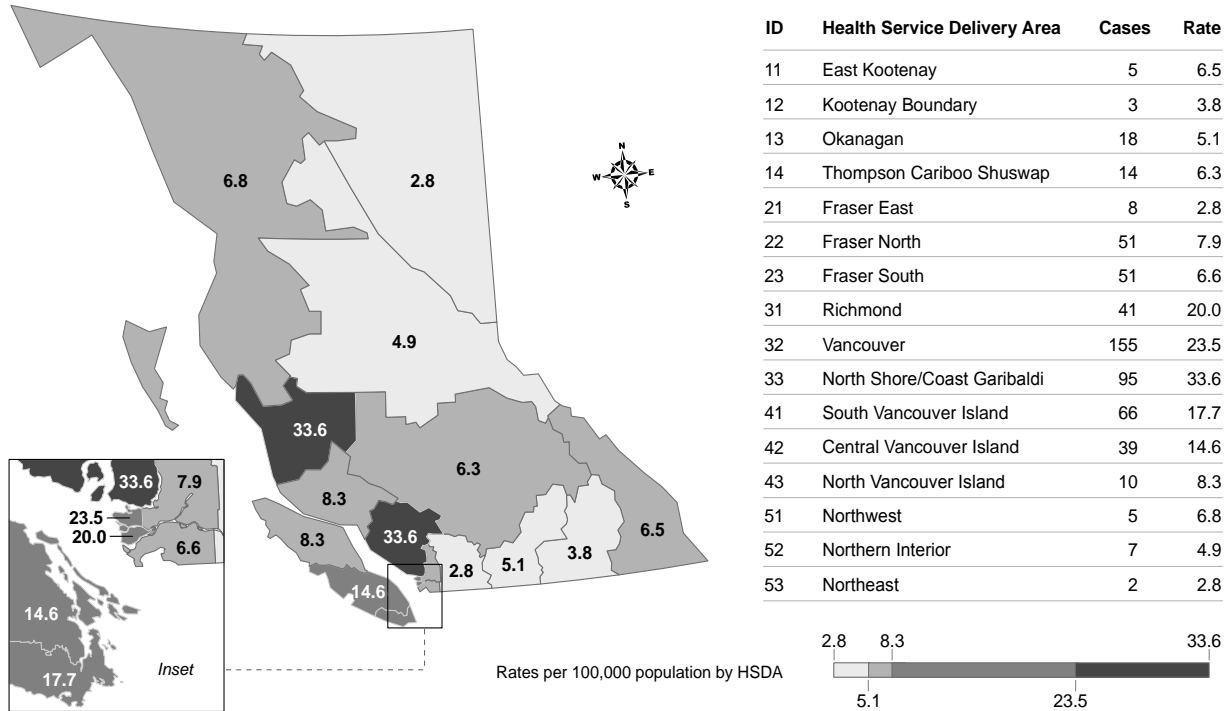 ID Health Service Delivery Area Cases Rate
11 East Kootenay 5 6.5
12 Kootenay Boundary 3 3.8
13 Okanagan 18 5.1
14 Thompson Cariboo Shuswap 14 6.3
21 Fraser East 8 2.8
22 Fraser North 51 7.9
23 Fraser South 51 6.6
31 Richmond 41 20.0
32 Vancouver 155 23.5
33 North Shore/Coast Garibaldi 95 33.6
41 South Vancouver Island 66 17.7
42 Central Vancouver Island 39 14.6
43 North Vancouver Island 10 8.3
51 Northwest 5 6.8
52 Northern Interior 7 4.9
53 Northeast 2 2.8
N
W E
S
6.8
2.8
4.9
33.6
6.3
8.3
8.3
33.6
2.8
5.1
3.8
6.5
14.6
33.6
7.9
23.5
20.0
6.6
14.6
17.7
Inset
Rates per 100,000 population by HSDA
2.8 8.3 33.6
5.1 23.5